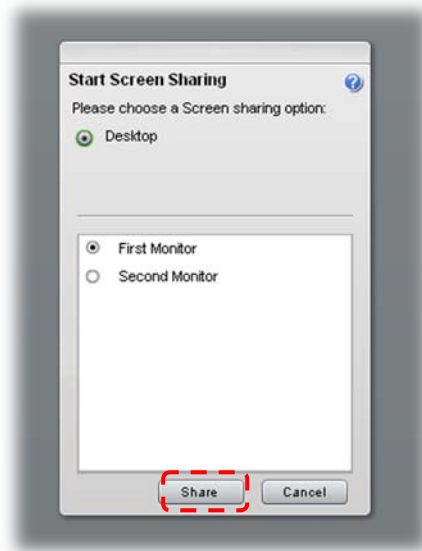 Start Screen Sharing
Please choose a Screen sharing option:
Desktop
First Monitor
Second Monitor
Share Cancel